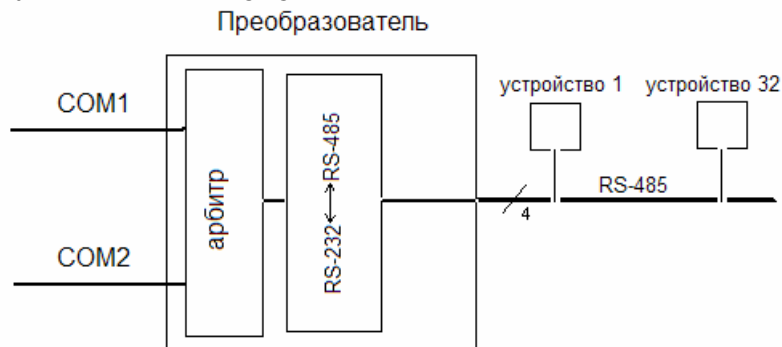 Преобразователь
устройство 1
устройство 32
COM1
арбитр
RS-232
RS-485
RS-485
4
COM2